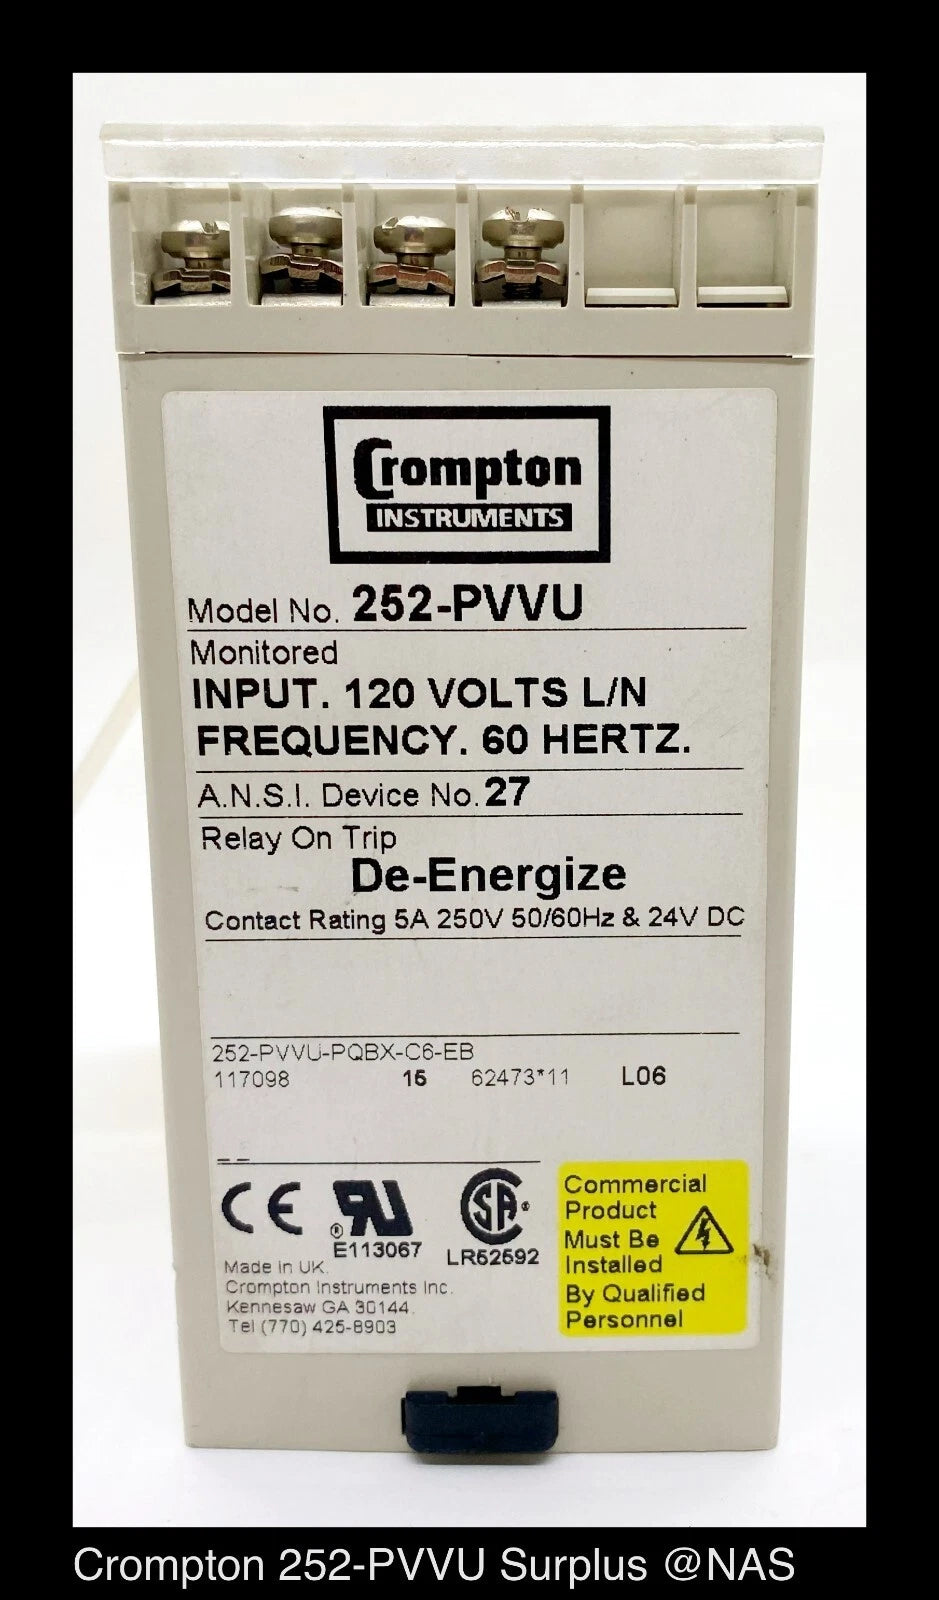 Crompton
INSTRUMENTS
Model No. 252-PVVU
Monitored
INPUT. 120 VOLTS L/N
FREQUENCY. 60 HERTZ.
A.N.S.I. Device No. 27
Relay On Trip
De-Energize
Contact Rating 5A 250V 50/60Hz & 24V DC
252-PVVU-PQBX-C6-EB
117098 15 62473*11 L06
CE RU ® SA ®
E113067 LR52592
Made in UK.
Crompton Instruments Inc.
Kennesaw GA 30144.
Tel (770) 425-8903
Commercial
Product
Must Be
Installed
By Qualified
Personnel
Crompton 252-PVVU Surplus @NAS